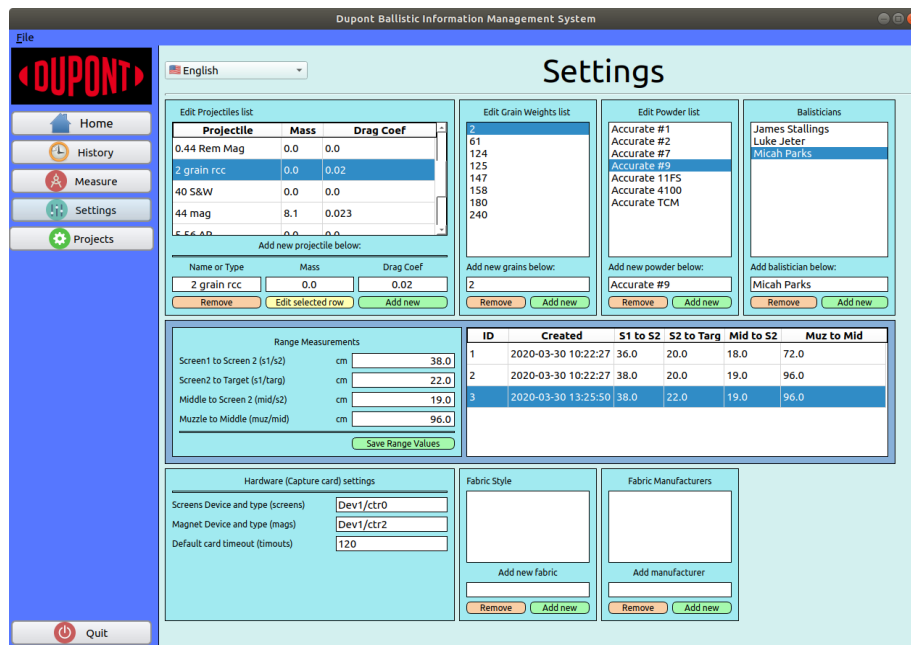 Dupont Ballistic Information Management System
File
DUPONT
Home
History
Measure
Settings
Projects
Quit
English
Settings
Edit Projectiles list
Projectile Mass Drag Coef
0.44 Rem Mag 0.0 0.0
2 grain rcc 0.0 0.02
40 S&W 0.0 0.0
44 mag 8.1 0.023
5.56 AP 0.0 0.0
Add new projectile below:
Name or Type Mass Drag Coef
2 grain rcc 0.0 0.02
Remove Edit selected row Add new
Edit Grain Weights list
2
61
124
125
147
158
180
240
Add new grains below:
2
Remove Add new
Edit Powder list
Accurate #1
Accurate #2
Accurate #7
Accurate #9
Accurate 11FS
Accurate 4100
Accurate TCM
Add new powder below:
Accurate #9
Remove Add new
Balisticians
James Stallings
Luke Jeter
Micah Parks
Add balistician below:
Micah Parks
Remove Add new
Range Measurements
Screen1 to Screen 2 (s1/s2) cm 38.0
Screen2 to Target (s1/targ) cm 22.0
Middle to Screen 2 (mid/s2) cm 19.0
Muzzle to Middle (muz/mid) cm 96.0
Save Range Values
ID Created S1 to S2 S2 to Targ Mid to S2 Muz to Mid
1 2020-03-30 10:22:27 36.0 20.0 18.0 72.0
2 2020-03-30 10:22:27 38.0 20.0 19.0 96.0
3 2020-03-30 13:25:50 38.0 22.0 19.0 96.0
Hardware (Capture card) settings
Screens Device and type (screens) Dev1/ctr0
Magnet Device and type (mags) Dev1/ctr2
Default card timeout (timouts) 120
Fabric Style
Add new fabric
Remove Add new
Fabric Manufacturers
Add manufacturer
Remove Add new